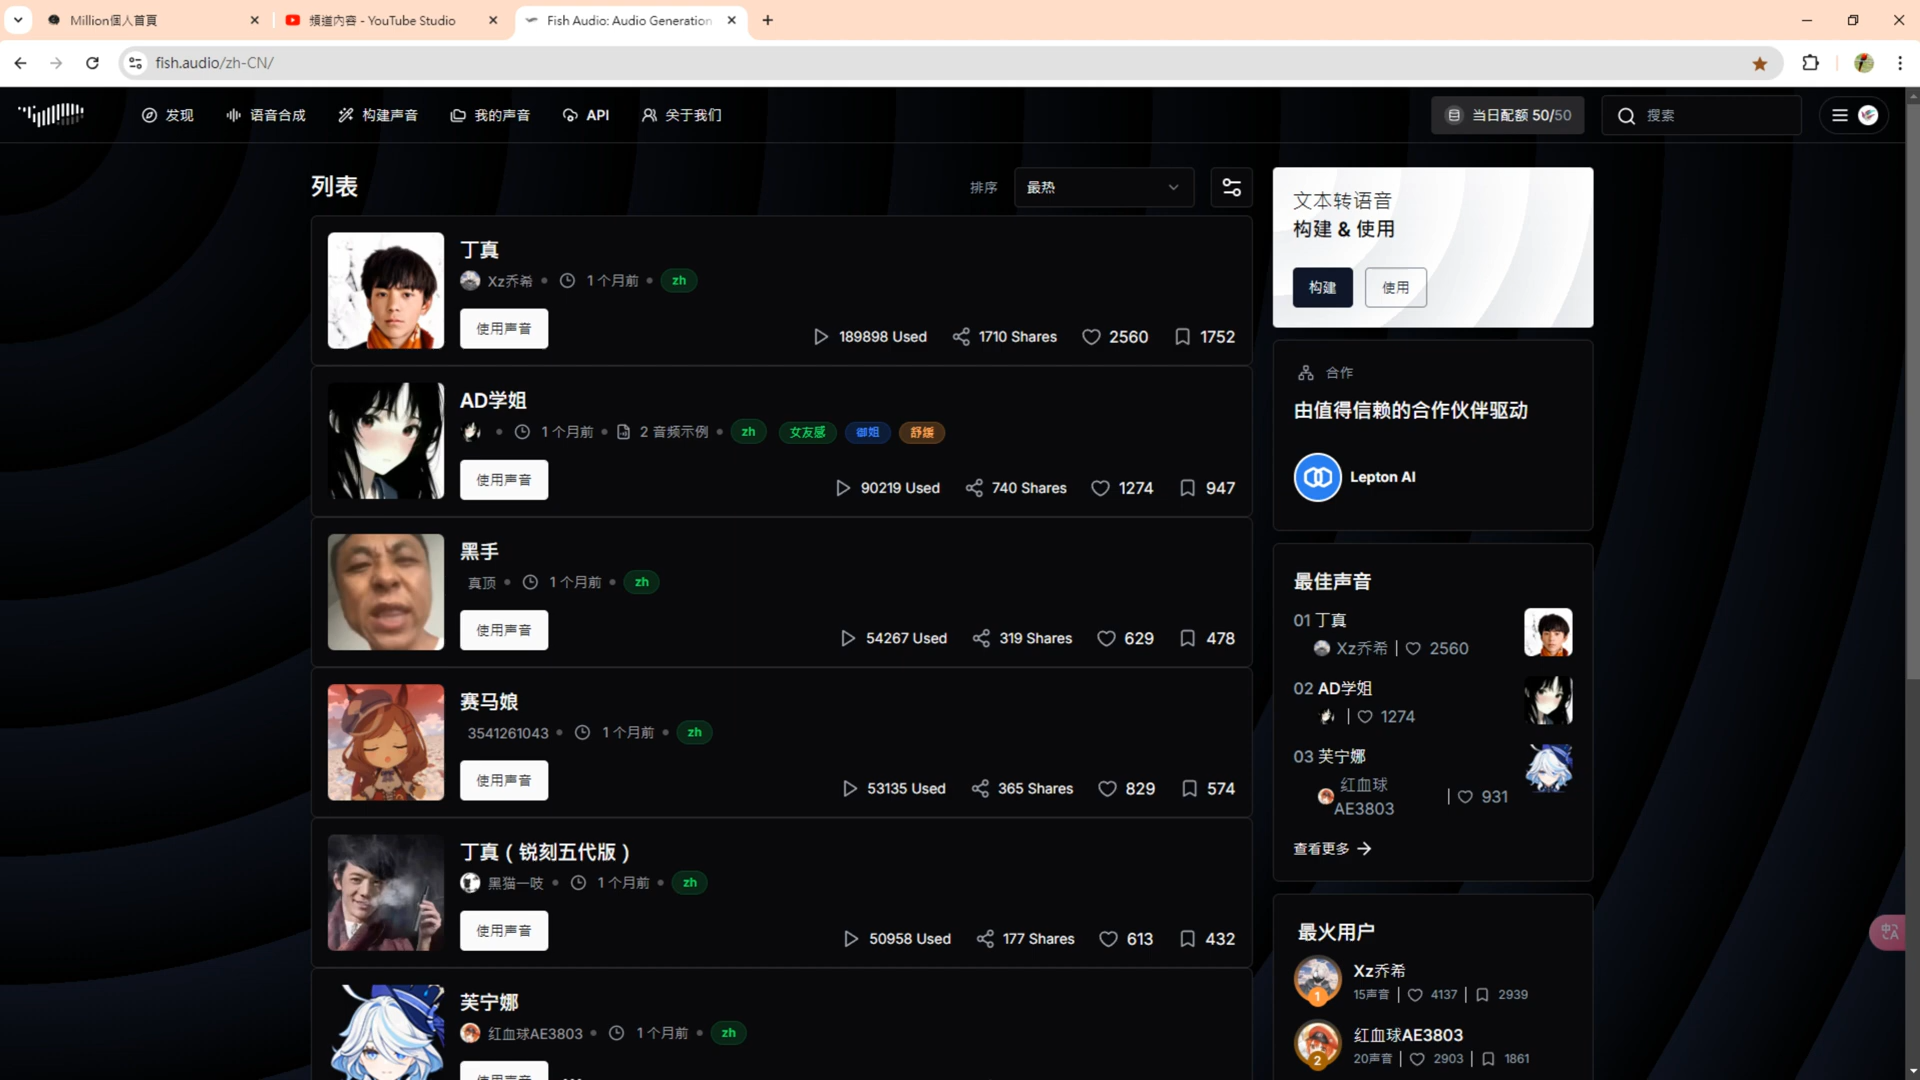 Million個人首頁
頻道內容 - YouTube Studio
Fish Audio: Audio Generation
fish.audio/zh-CN/
发现
语音合成
构建声音
我的声音
API
关于我们
当日配额 50/50
搜索
列表
排序
最热
丁真
Xz乔希 • 1 个月前 • zh
使用声音
189898 Used
1710 Shares
2560
1752
AD学姐
• 1 个月前 • 2 音频示例 • zh 女友感 御姐 舒缓
使用声音
90219 Used
740 Shares
1274
947
黑手
真顶 • 1 个月前 • zh
使用声音
54267 Used
319 Shares
629
478
赛马娘
3541261043 • 1 个月前 • zh
使用声音
53135 Used
365 Shares
829
574
丁真 ( 锐刻五代版 )
黑猫一吱 • 1 个月前 • zh
使用声音
50958 Used
177 Shares
613
432
芙宁娜
红血球AE3803 • 1 个月前 • zh
文本转语音
构建 & 使用
构建
使用
合作
由值得信赖的合作伙伴驱动
Lepton AI
最佳声音
01 丁真
Xz乔希 | 2560
02 AD学姐
| 1274
03 芙宁娜
红血球
AE3803
| 931
查看更多
最火用户
1
Xz乔希
15声音 | 4137 | 2939
2
红血球AE3803
20声音 | 2903 | 1861